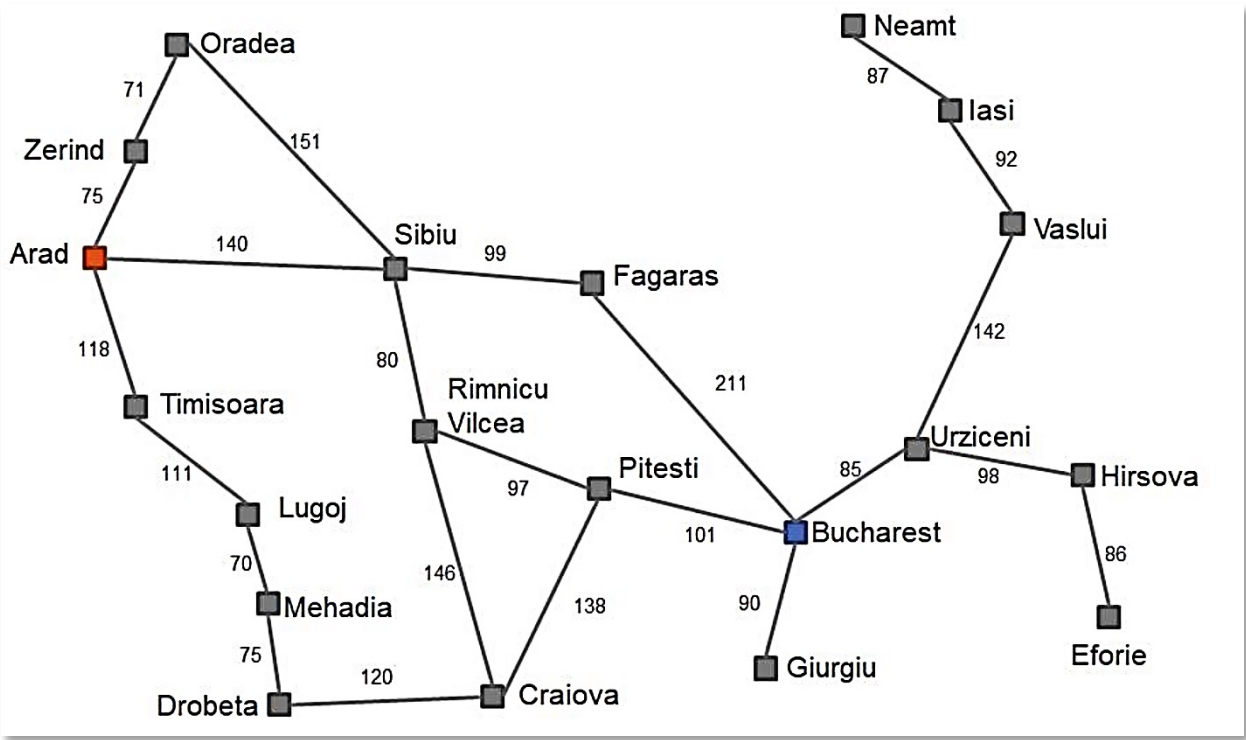 Neamt
Oradea
87
71
Iasi
151
Zerind
92
75
Vaslui
Sibiu
Arad
140
99
Fagaras
142
118
80
211
Rimnicu
Vilcea
Timisoara
Urziceni
Pitesti
85
111
97
98
Hirsova
Lugoj
101
Bucharest
70
146
86
138
90
Mehadia
75
Eforie
120
Giurgiu
Drobeta
Craiova